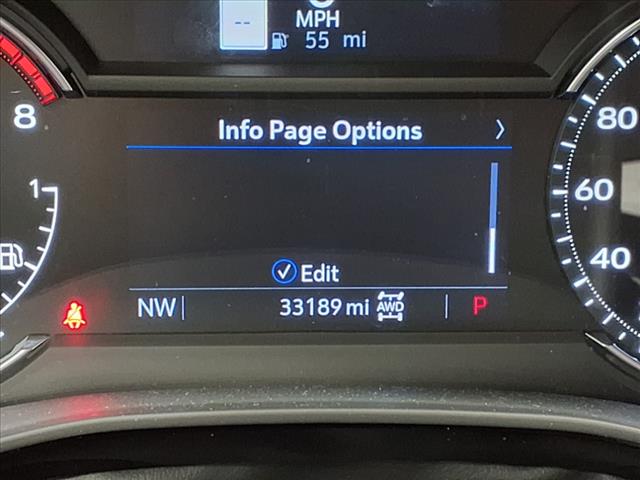 --
MPH
55 mi
8
Info Page Options
80
1
60
Edit
40
NW 33189 mi AWD P